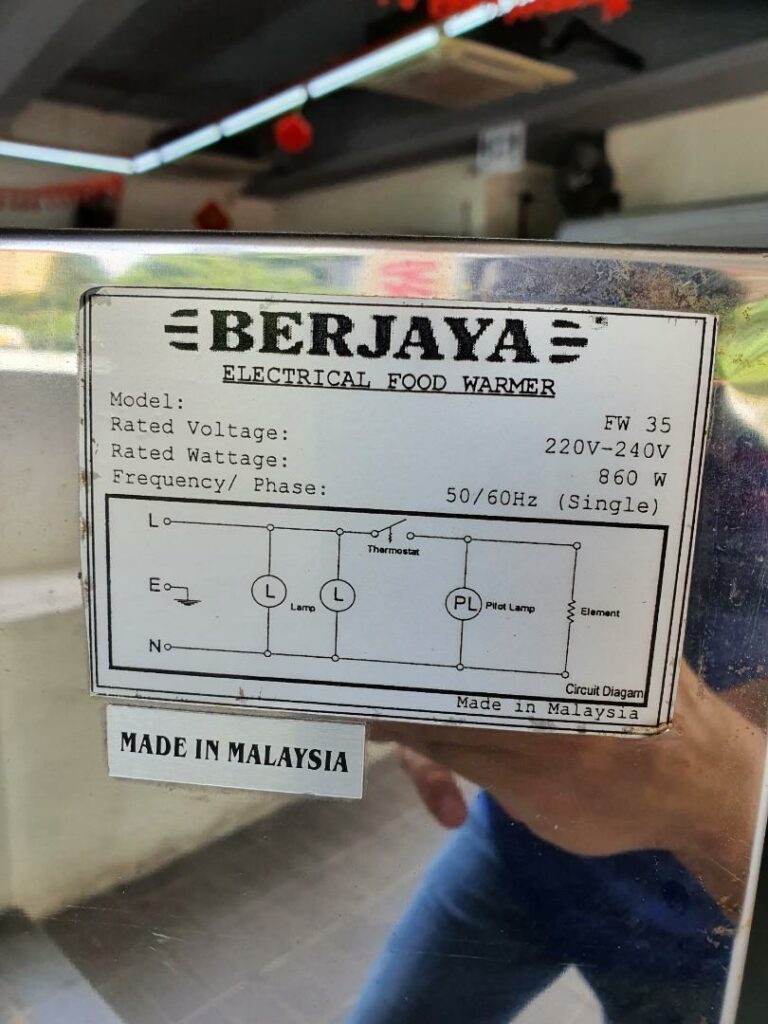 BERJAYA
ELECTRICAL FOOD WARMER
Model: FW 35
Rated Voltage: 220V-240V
Rated Wattage: 860 W
Frequency/ Phase: 50/60Hz (Single)
L
Thermostat
E
L Lamp L PL Pilot Lamp Element
N
Circuit Diagam
Made in Malaysia
MADE IN MALAYSIA